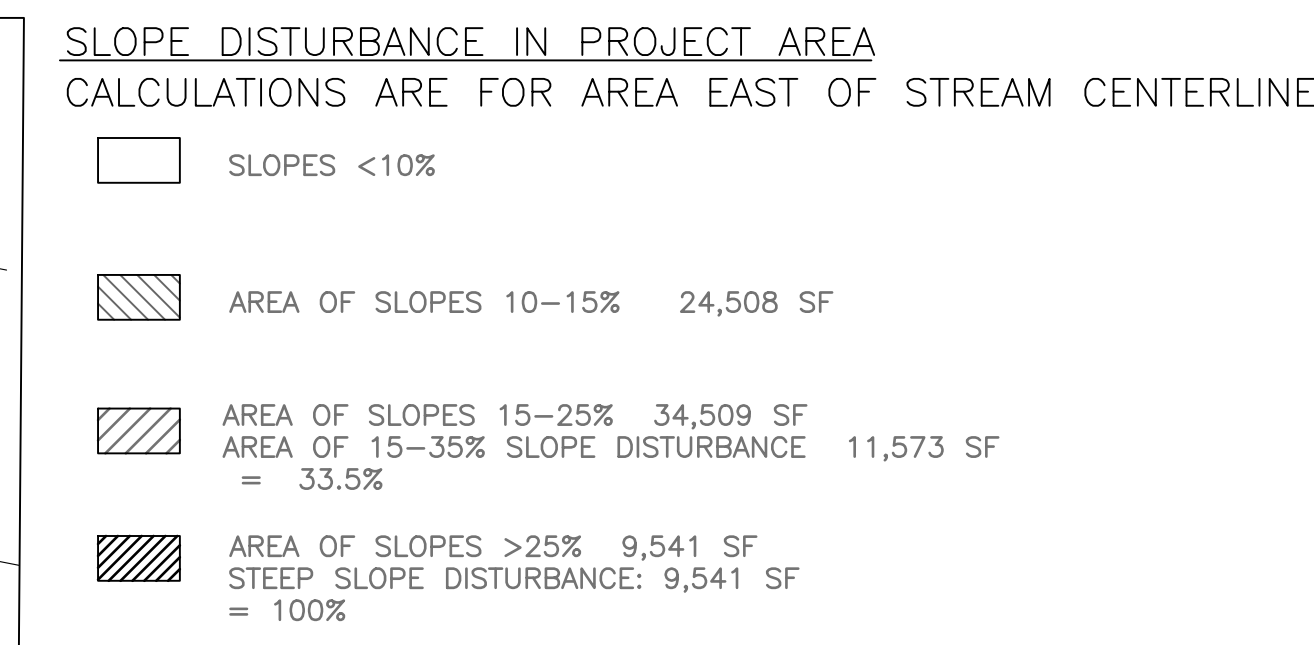 SLOPE DISTURBANCE IN PROJECT AREA
CALCULATIONS ARE FOR AREA EAST OF STREAM CENTERLINE
SLOPES <10%
AREA OF SLOPES 10–15% 24,508 SF
AREA OF SLOPES 15–25% 34,509 SF
AREA OF 15–35% SLOPE DISTURBANCE 11,573 SF
= 33.5%
AREA OF SLOPES >25% 9,541 SF
STEEP SLOPE DISTURBANCE: 9,541 SF
= 100%